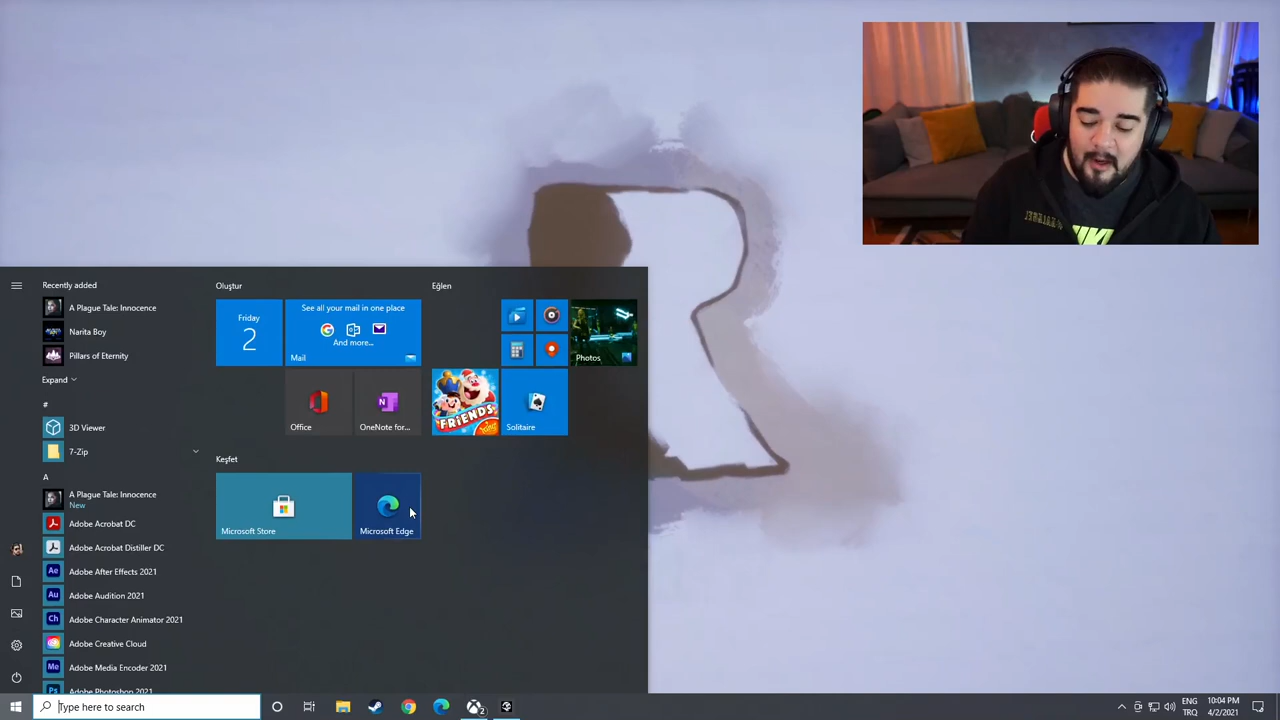 Recently added
A Plague Tale: Innocence
Narita Boy
Pillars of Eternity
Expand
#
3D Viewer
7-Zip
A
A Plague Tale: Innocence
New
Adobe Acrobat DC
Adobe Acrobat Distiller DC
Adobe After Effects 2021
Adobe Audition 2021
Adobe Character Animator 2021
Adobe Creative Cloud
Adobe Media Encoder 2021
Adobe Photoshop 2021
Oluştur
Friday
2
See all your mail in one place
And more...
Mail
Office
OneNote for...
Keşfet
Microsoft Store
Microsoft Edge
Eğlen
Photos
FRIENDS
King
Solitaire
Type here to search
2
ENG
TRQ
10:04 PM
4/2/2021